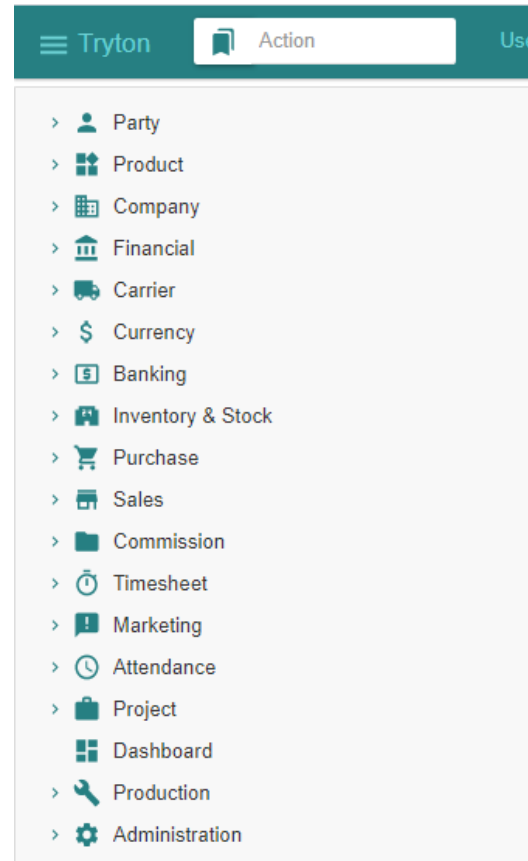 Tryton Action Use
Party
Product
Company
Financial
Carrier
Currency
Banking
Inventory & Stock
Purchase
Sales
Commission
Timesheet
Marketing
Attendance
Project
Dashboard
Production
Administration